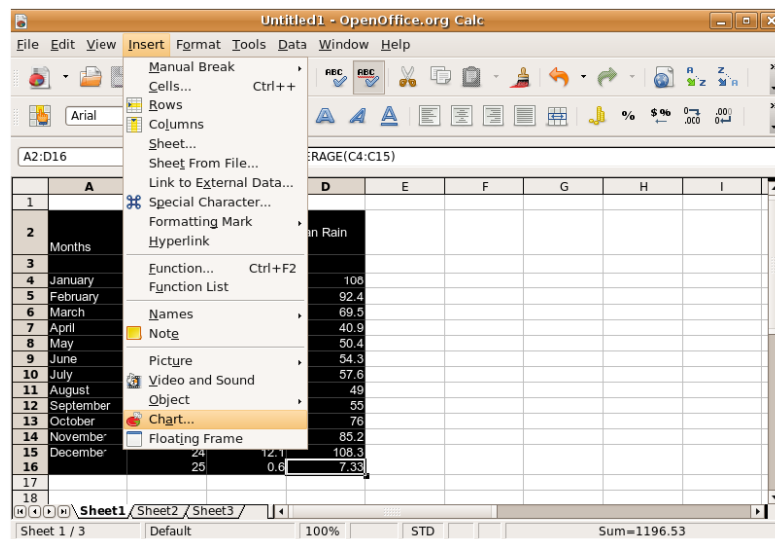 Untitled1 - OpenOffice.org Calc
File Edit View Insert Format Tools Data Window Help
Manual Break
Cells... Ctrl++
Rows
Columns
Sheet...
Sheet From File...
Link to External Data...
Special Character...
Formatting Mark
Hyperlink
Function... Ctrl+F2
Function List
Names
Note
Picture
Video and Sound
Object
Chart...
Floating Frame
ABC ABC
Arial
% $% .000 .000
A2:D16 RAGE(C4:C15)
A D E F G H I
1
2 Months an Rain
3
4 January 108
5 February 92.4
6 March 69.5
7 April 40.9
8 May 50.4
9 June 54.3
10 July 57.6
11 August 49
12 September 55
13 October 76
14 November 85.2
15 December 24 12.1 108.3
16 25 0.6 7.33
17
18
Sheet1 Sheet2 Sheet3
Sheet 1 / 3 Default 100% STD Sum=1196.53